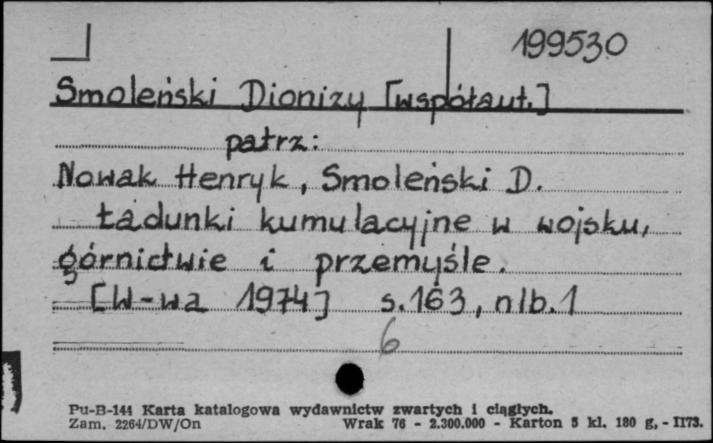 199530
Smoleński Dionizy [współaut.]
patrz:
Nowak Henryk, Smoleński D.
Ładunki kumulacyjne w wojsku,
górnictwie i przemyśle.
[W-wa 1974] s.163, nlb.1
6
Pu-B-144 Karta katalogowa wydawnictw zwartych i ciągłych.
Zam. 2264/DW/On Wrak 76 - 2.300.000 - Karton 5 kl. 180 g, - II73.